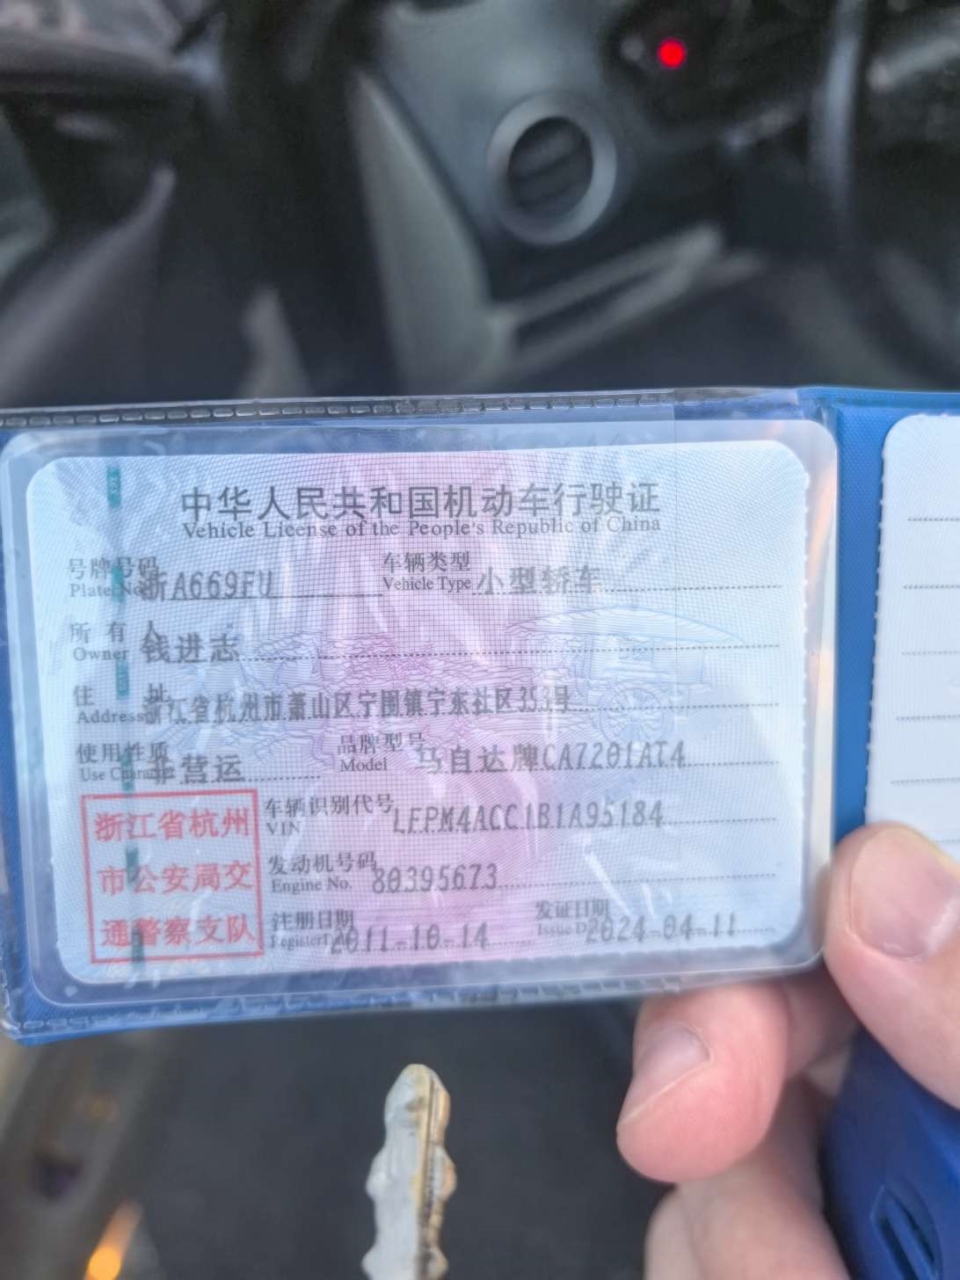 中华人民共和国机动车行驶证
Vehicle License of the People's Republic of China
号牌号码 浙A669FU 车辆类型 小型轿车
Plate No. Vehicle Type
所有人 钱进志
Owner
住址 浙江省杭州市萧山区宁围镇宁东社区353号
Address
使用性质 非营运 品牌型号 马自达牌CA7201AT4
Use Character Model
浙江省杭州
市公安局交
通警察支队
车辆识别代号 LFPM4ACC1B1A95184
VIN
发动机号码 80395673
Engine No.
注册日期 2011-10-14 发证日期 2024-04-11
Register Issue D